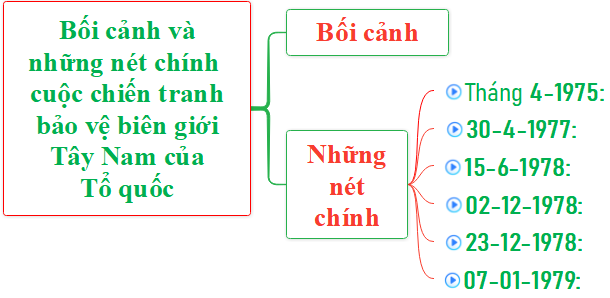 Bối cảnh và
những nét chính
cuộc chiến tranh
bảo vệ biên giới
Tây Nam của
Tổ quốc
Bối cảnh
Những
nét
chính
Tháng 4-1975:
30-4-1977:
15-6-1978:
02-12-1978:
23-12-1978:
07-01-1979: